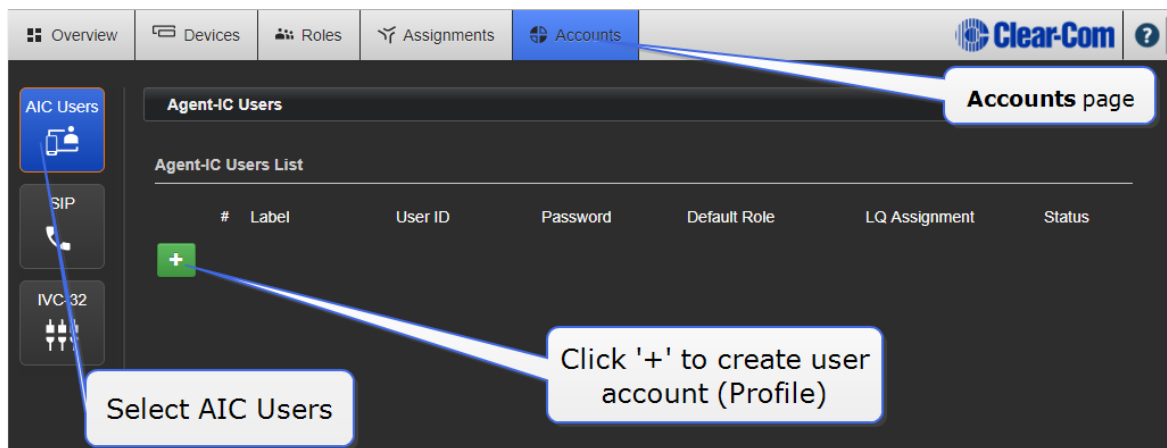 Overview Devices Roles Assignments Accounts Clear-Com ?
Accounts page
AIC Users
Agent-IC Users
Agent-IC Users List
SIP
# Label User ID Password Default Role LQ Assignment Status
+
IVC-32
Click '+' to create user
account (Profile)
Select AIC Users